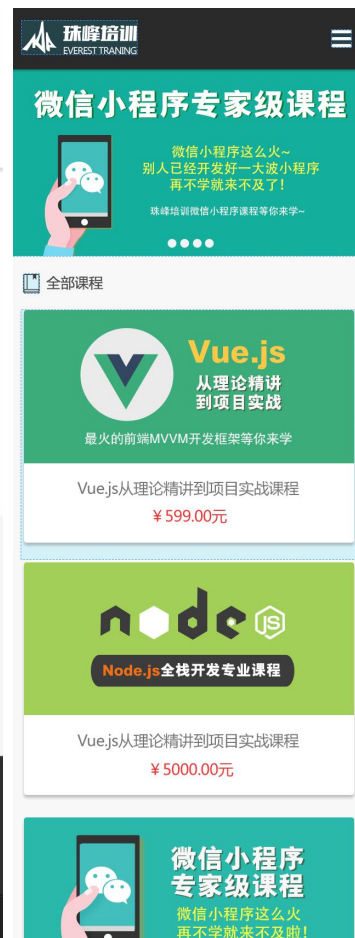 珠峰培训
EVEREST TRANING
微信小程序专家级课程
微信小程序这么火~
别人已经开发好一大波小程序
再不学就来不及了!
珠峰培训微信小程序课程等你来学~
全部课程
Vue.js
从理论精讲
到项目实战
最火的前端MVVM开发框架等你来学
Vue.js从理论精讲到项目实战课程
¥599.00元
node JS
Node.js全栈开发专业课程
Vue.js从理论精讲到项目实战课程
¥5000.00元
微信小程序
专家级课程
微信小程序这么火
再不学就来不及啦!